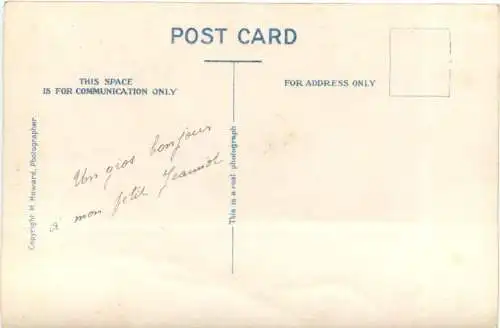 POST CARD
THIS SPACE
IS FOR COMMUNICATION ONLY
FOR ADDRESS ONLY
Un gros bonjour
à mon petit Jeannot
Copyright H. Howard, Photographer
This is a real photograph